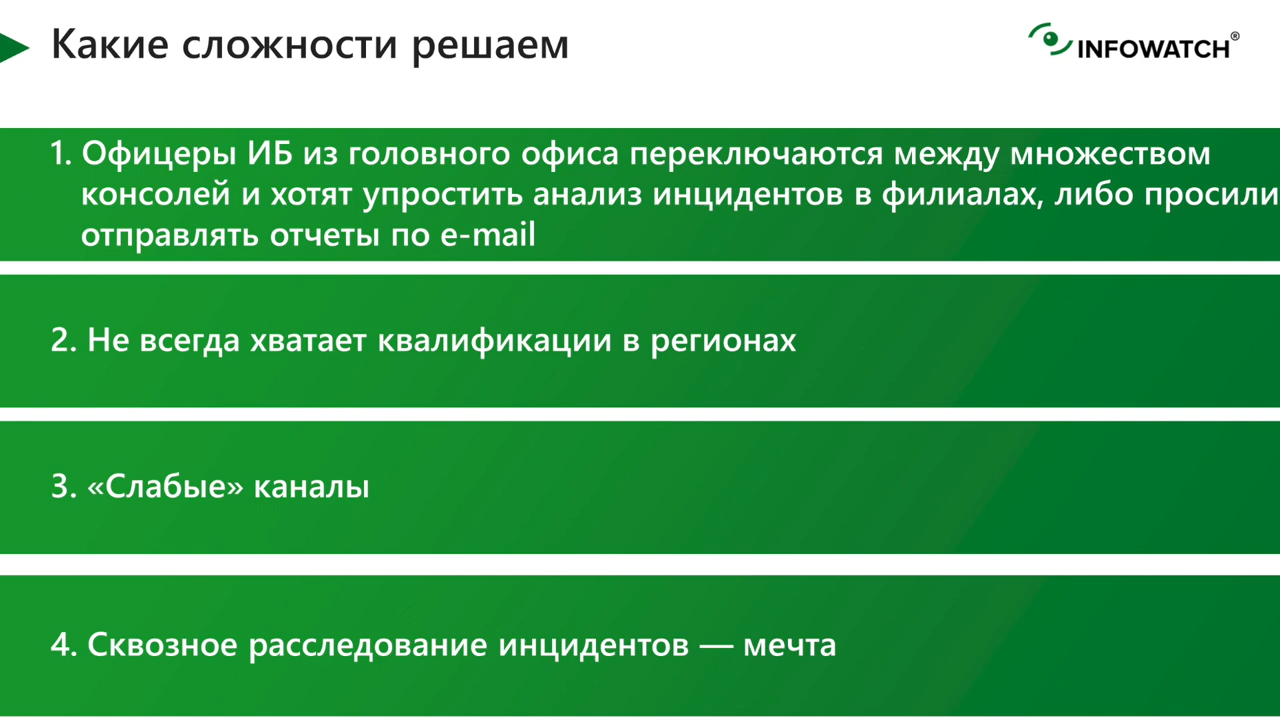 Какие сложности решаем
INFOWATCH®
1. Офицеры ИБ из головного офиса переключаются между множеством
консолей и хотят упростить анализ инцидентов в филиалах, либо просили
отправлять отчеты по e-mail
2. Не всегда хватает квалификации в регионах
3. «Слабые» каналы
4. Сквозное расследование инцидентов — мечта